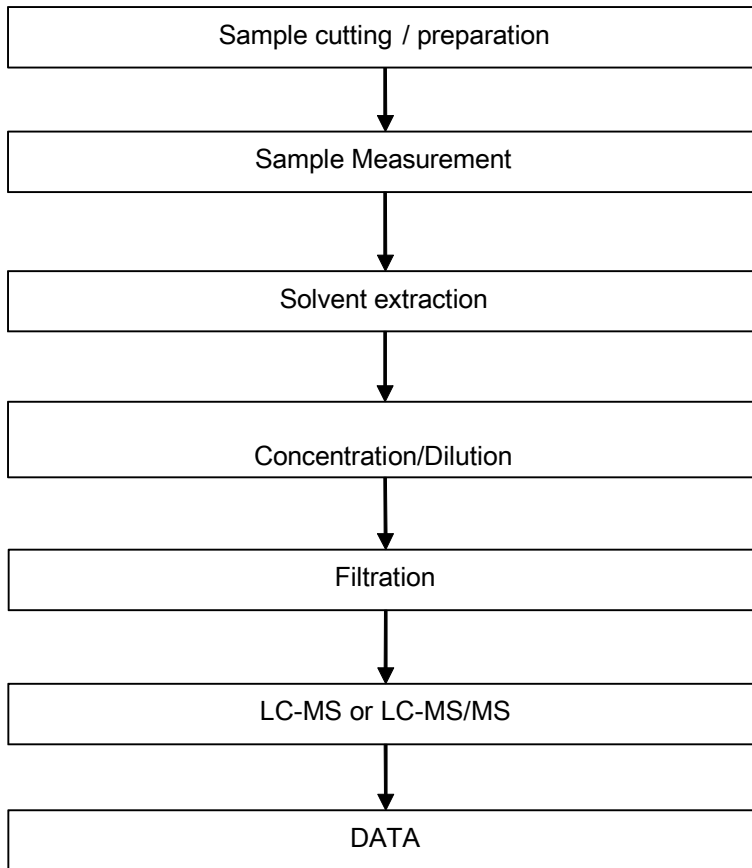 Sample cutting / preparation
Sample Measurement
Solvent extraction
Concentration/Dilution
Filtration
LC-MS or LC-MS/MS
DATA